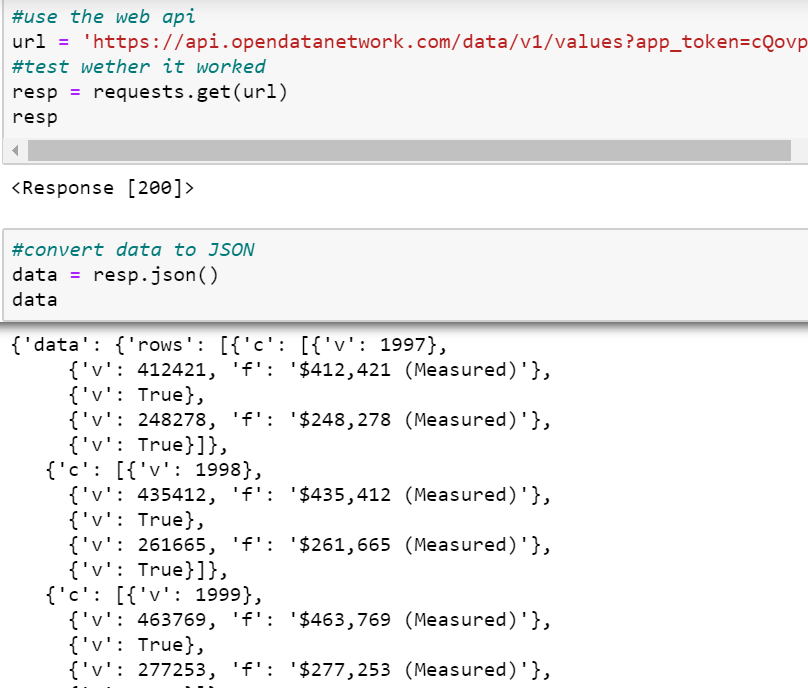 #use the web api
url = 'https://api.opendatanetwork.com/data/v1/values?app_token=cQovp
#test wether it worked
resp = requests.get(url)
resp
<Response [200]>
#convert data to JSON
data = resp.json()
data
{'data': {'rows': [{'c': [{'v': 1997},
{'v': 412421, 'f': '$412,421 (Measured)'},
{'v': True},
{'v': 248278, 'f': '$248,278 (Measured)'},
{'v': True}]},
{'c': [{'v': 1998},
{'v': 435412, 'f': '$435,412 (Measured)'},
{'v': True},
{'v': 261665, 'f': '$261,665 (Measured)'},
{'v': True}]},
{'c': [{'v': 1999},
{'v': 463769, 'f': '$463,769 (Measured)'},
{'v': True},
{'v': 277253, 'f': '$277,253 (Measured)'},